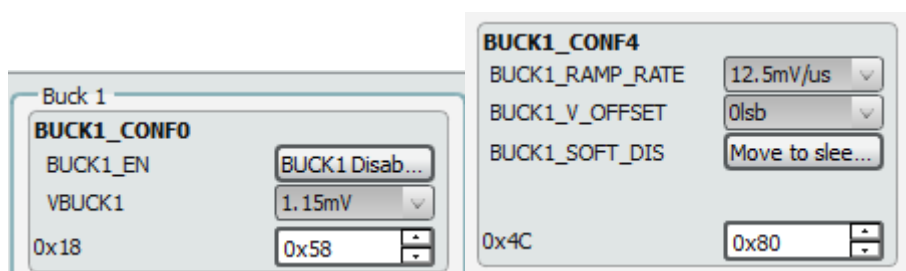 Buck 1
BUCK1_CONF0
BUCK1_EN BUCK1 Disab...
VBUCK1 1.15mV
0x18 0x58
BUCK1_CONF4
BUCK1_RAMP_RATE 12.5mV/us
BUCK1_V_OFFSET 0lsb
BUCK1_SOFT_DIS Move to slee...
0x4C 0x80